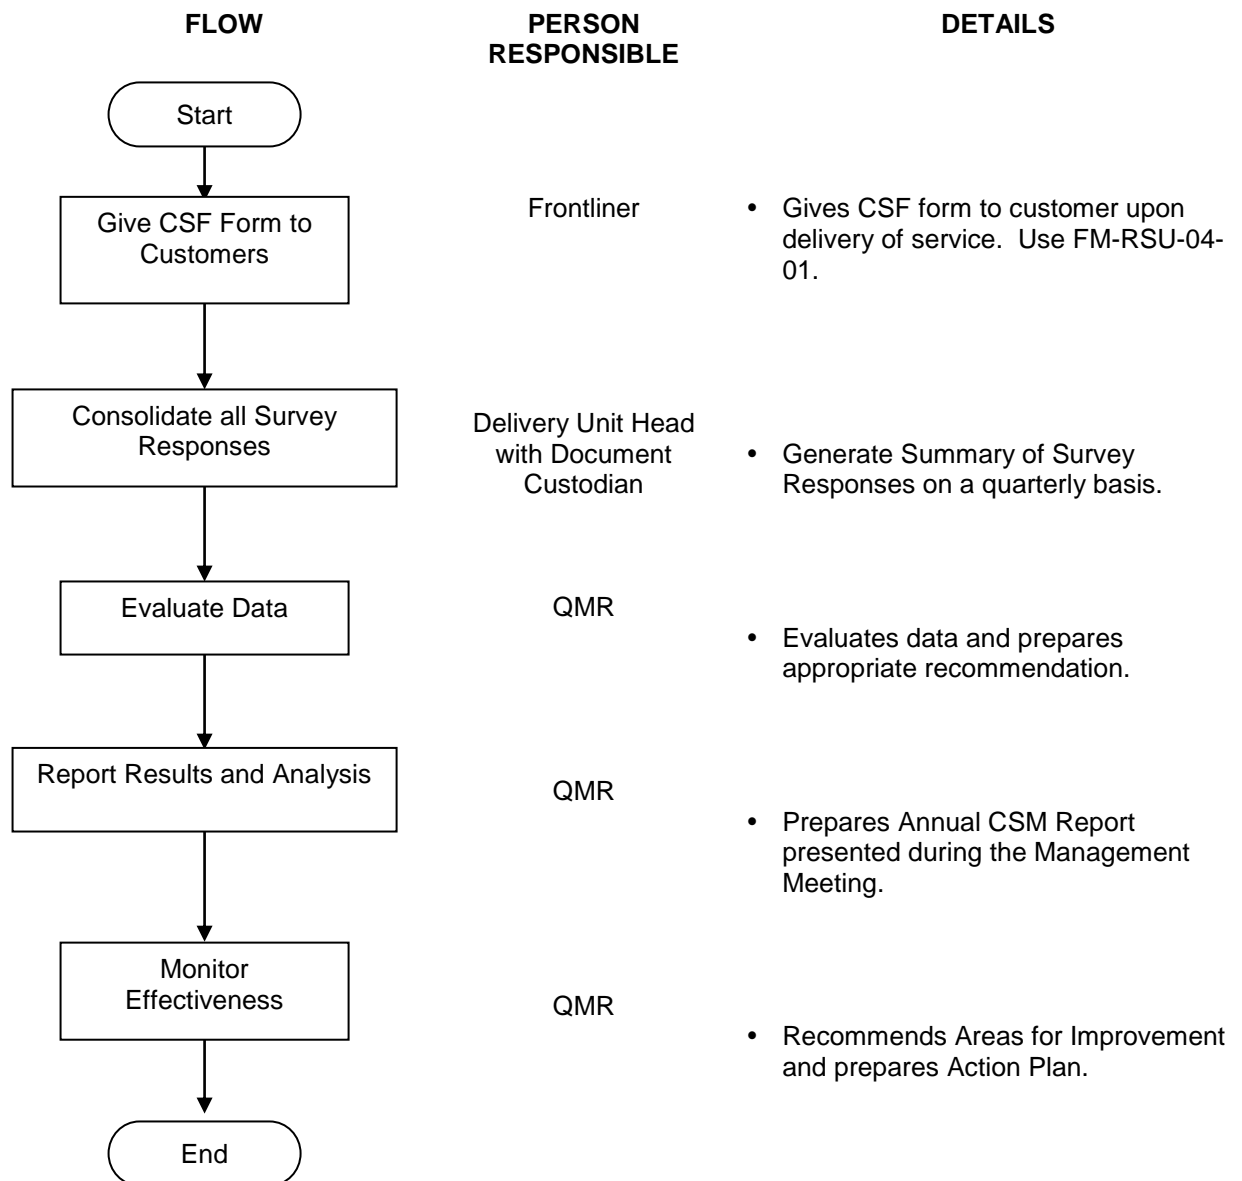 FLOW
PERSON
RESPONSIBLE
DETAILS
Start
Give CSF Form to
Customers
Frontliner
• Gives CSF form to customer upon
delivery of service.  Use FM-RSU-04-
01.
Consolidate all Survey
Responses
Delivery Unit Head
with Document
Custodian
• Generate Summary of Survey
Responses on a quarterly basis.
Evaluate Data
QMR
• Evaluates data and prepares
appropriate recommendation.
Report Results and Analysis
QMR
• Prepares Annual CSM Report
presented during the Management
Meeting.
Monitor
Effectiveness
QMR
• Recommends Areas for Improvement
and prepares Action Plan.
End